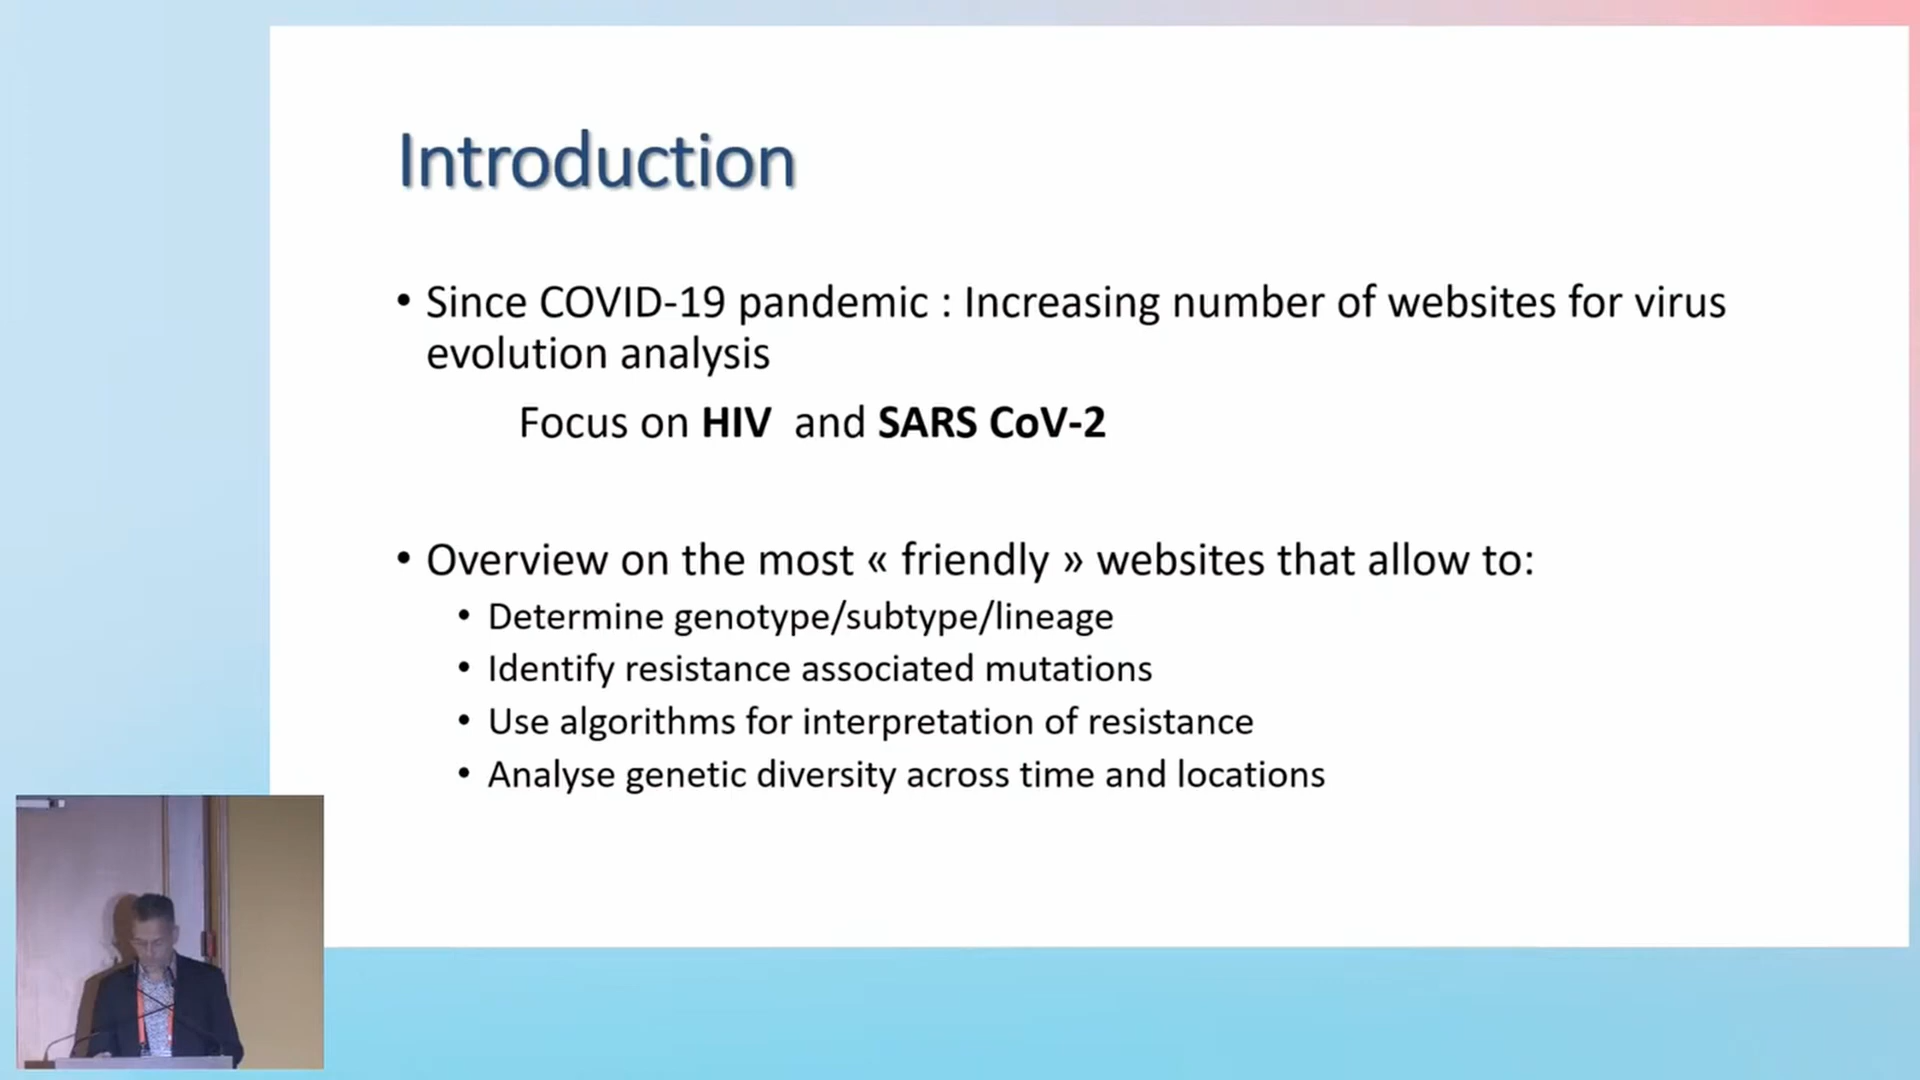 Introduction
• Since COVID-19 pandemic : Increasing number of websites for virus
evolution analysis
Focus on HIV and SARS CoV-2
• Overview on the most « friendly » websites that allow to:
• Determine genotype/subtype/lineage
• Identify resistance associated mutations
• Use algorithms for interpretation of resistance
• Analyse genetic diversity across time and locations